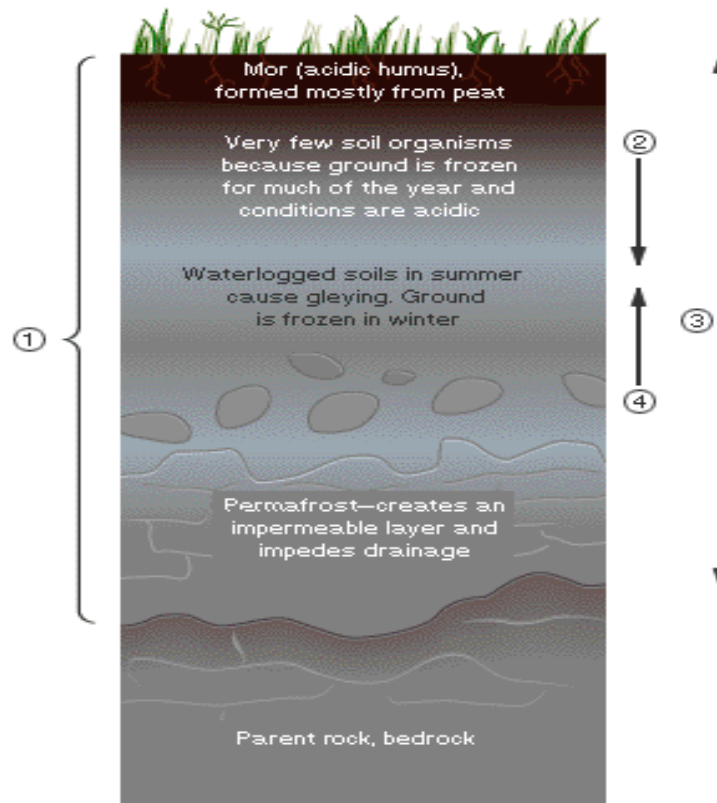 Mor (acidic humus),
formed mostly from peat
Very few soil organisms
because ground is frozen
for much of the year and
conditions are acidic
②
Waterlogged soils in summer
cause gleying. Ground
is frozen in winter
①
③
④
Permafrost—creates an
impermeable layer and
impedes drainage
Parent rock, bedrock